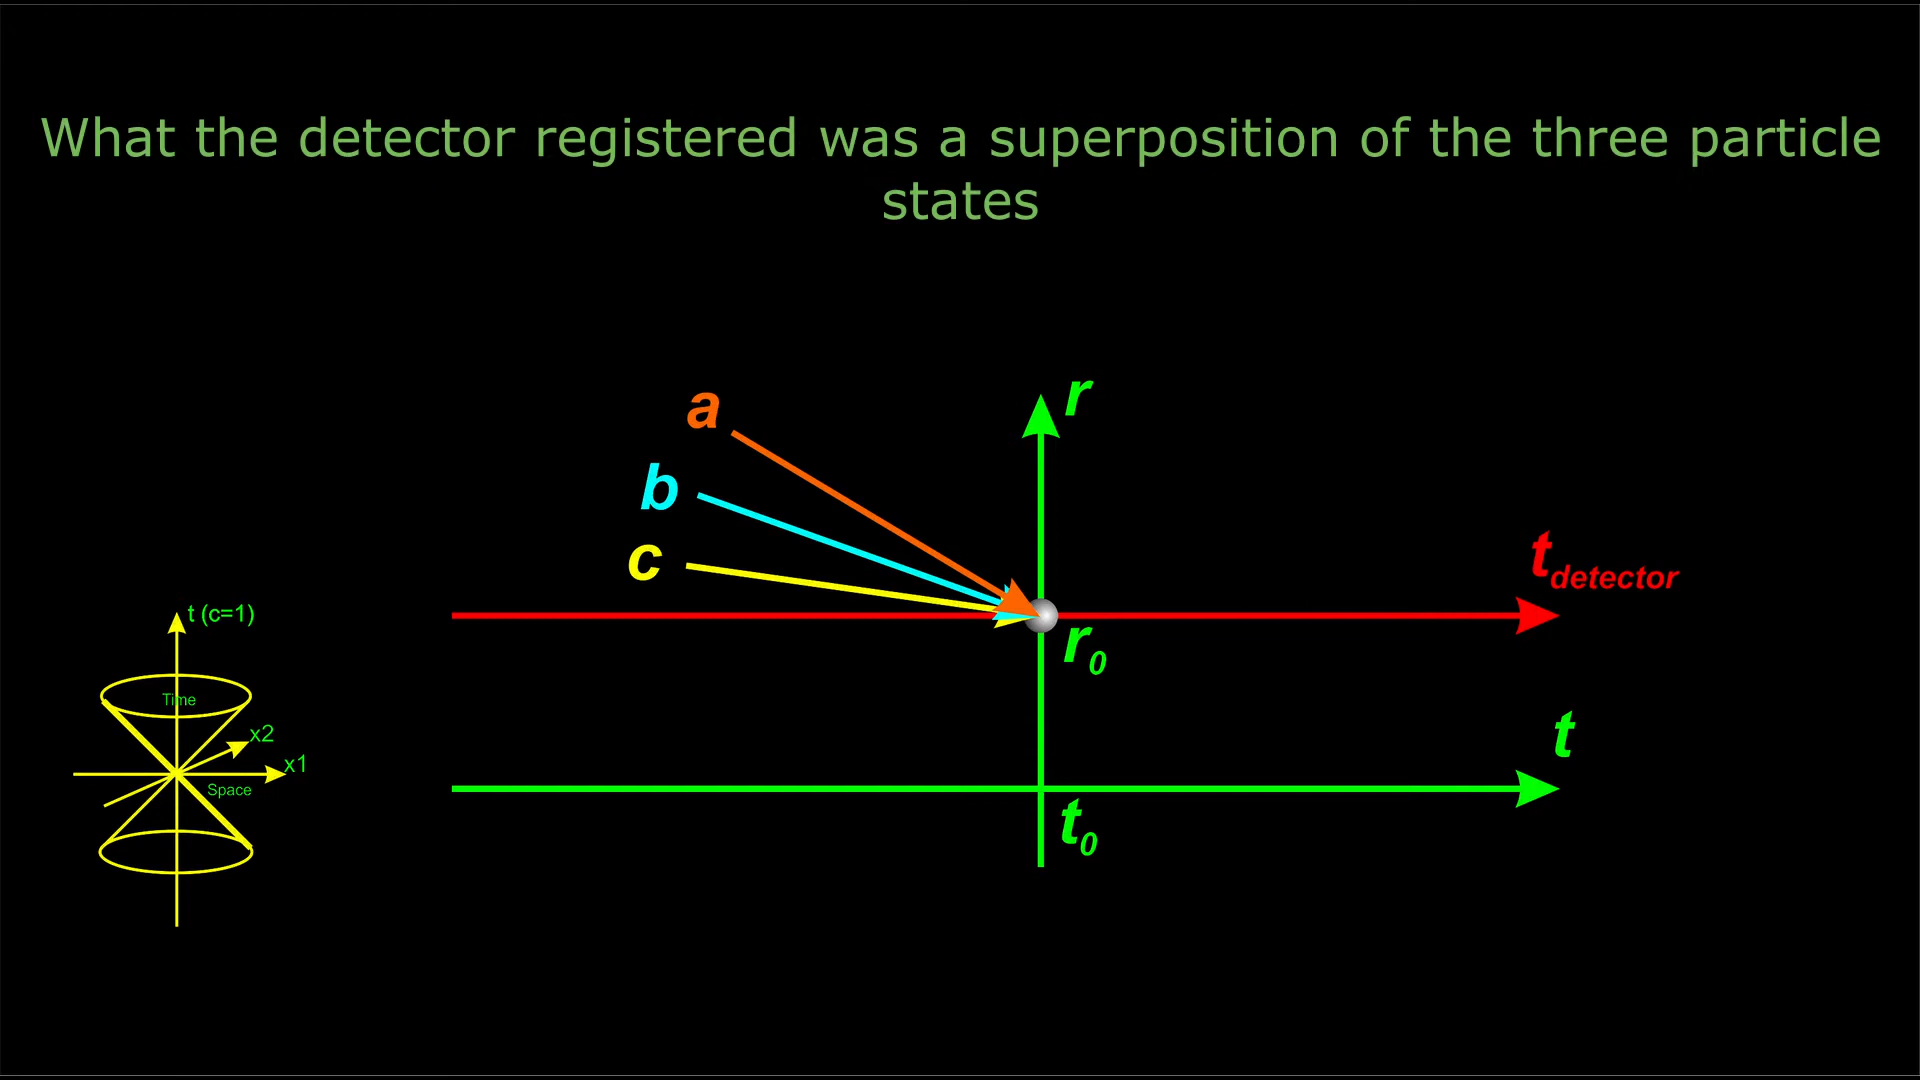 What the detector registered was a superposition of the three particle
states
r
a
b
c
t detector
r0
t
t0
t (c=1)
Time
x2
x1
Space